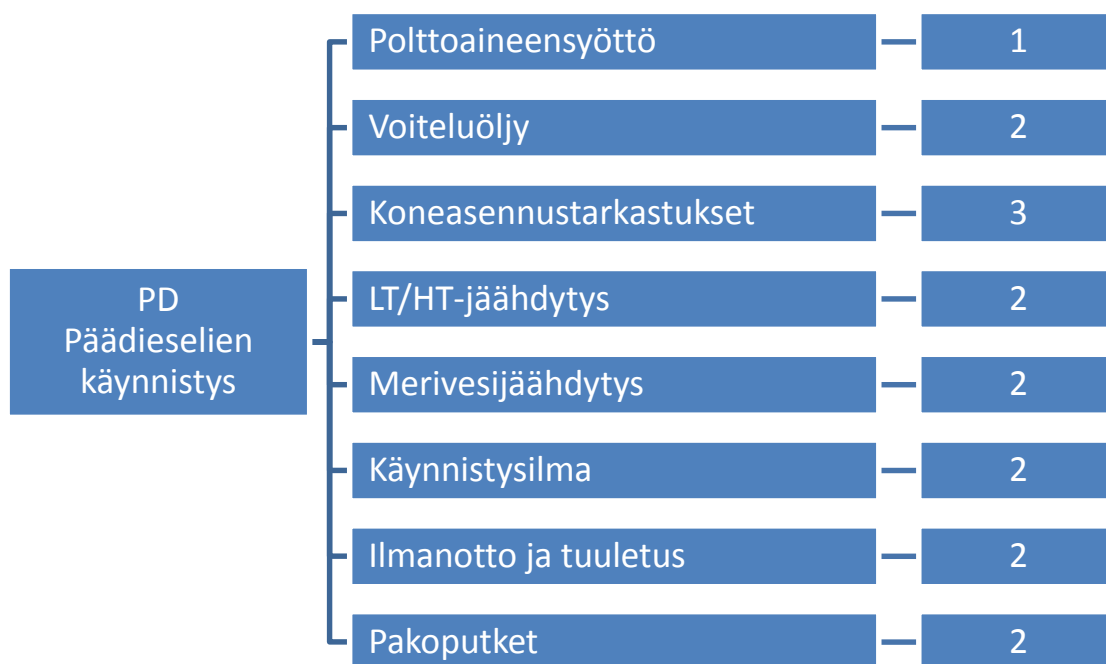 PD
Päädieselien
käynnistys
Polttoaineensyöttö 1
Voiteluöljy 2
Koneasennustarkastukset 3
LT/HT-jäähdytys 2
Merivesijäähdytys 2
Käynnistysilma 2
Ilmanotto ja tuuletus 2
Pakoputket 2